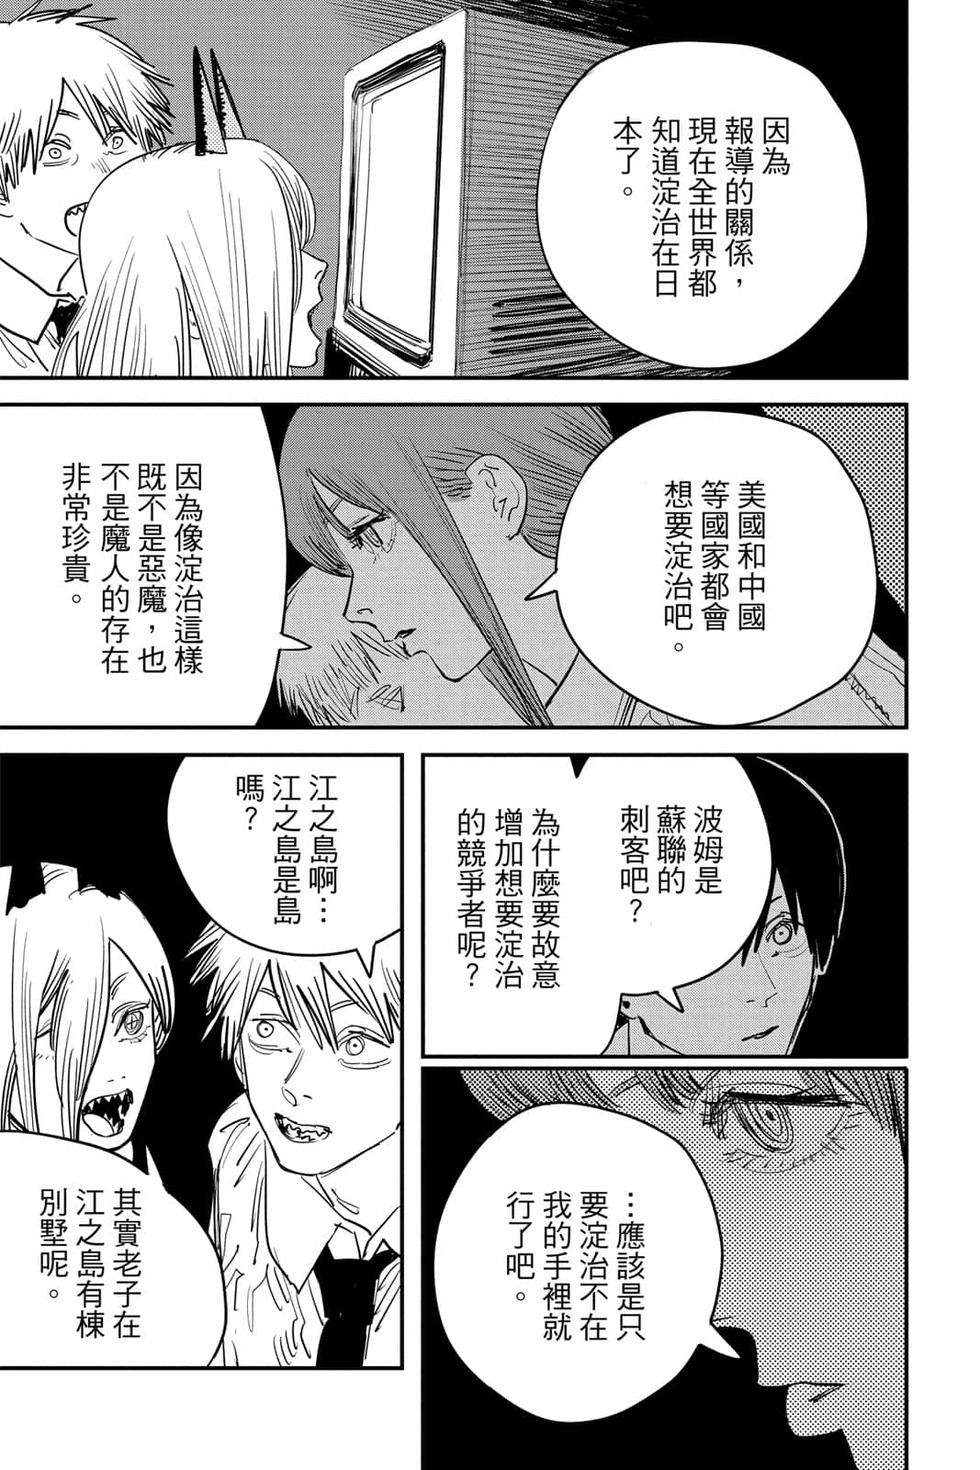 因為
報導的關係，
現在全世界都
知道淀治在日
本了。
美國和中國
等國家都會
想要淀治吧。
因為像淀治這樣
既不是惡魔，也
不是魔人的存在
非常珍貴。
波姆是
蘇聯的
刺客吧？
為什麼要故意
增加想要淀治
的競爭者呢？
…應該是只
要淀治不在
我的手裡就
行了吧。
江之島啊…
江之島是島
嗎？
其實老子在
江之島有棟
別墅呢。